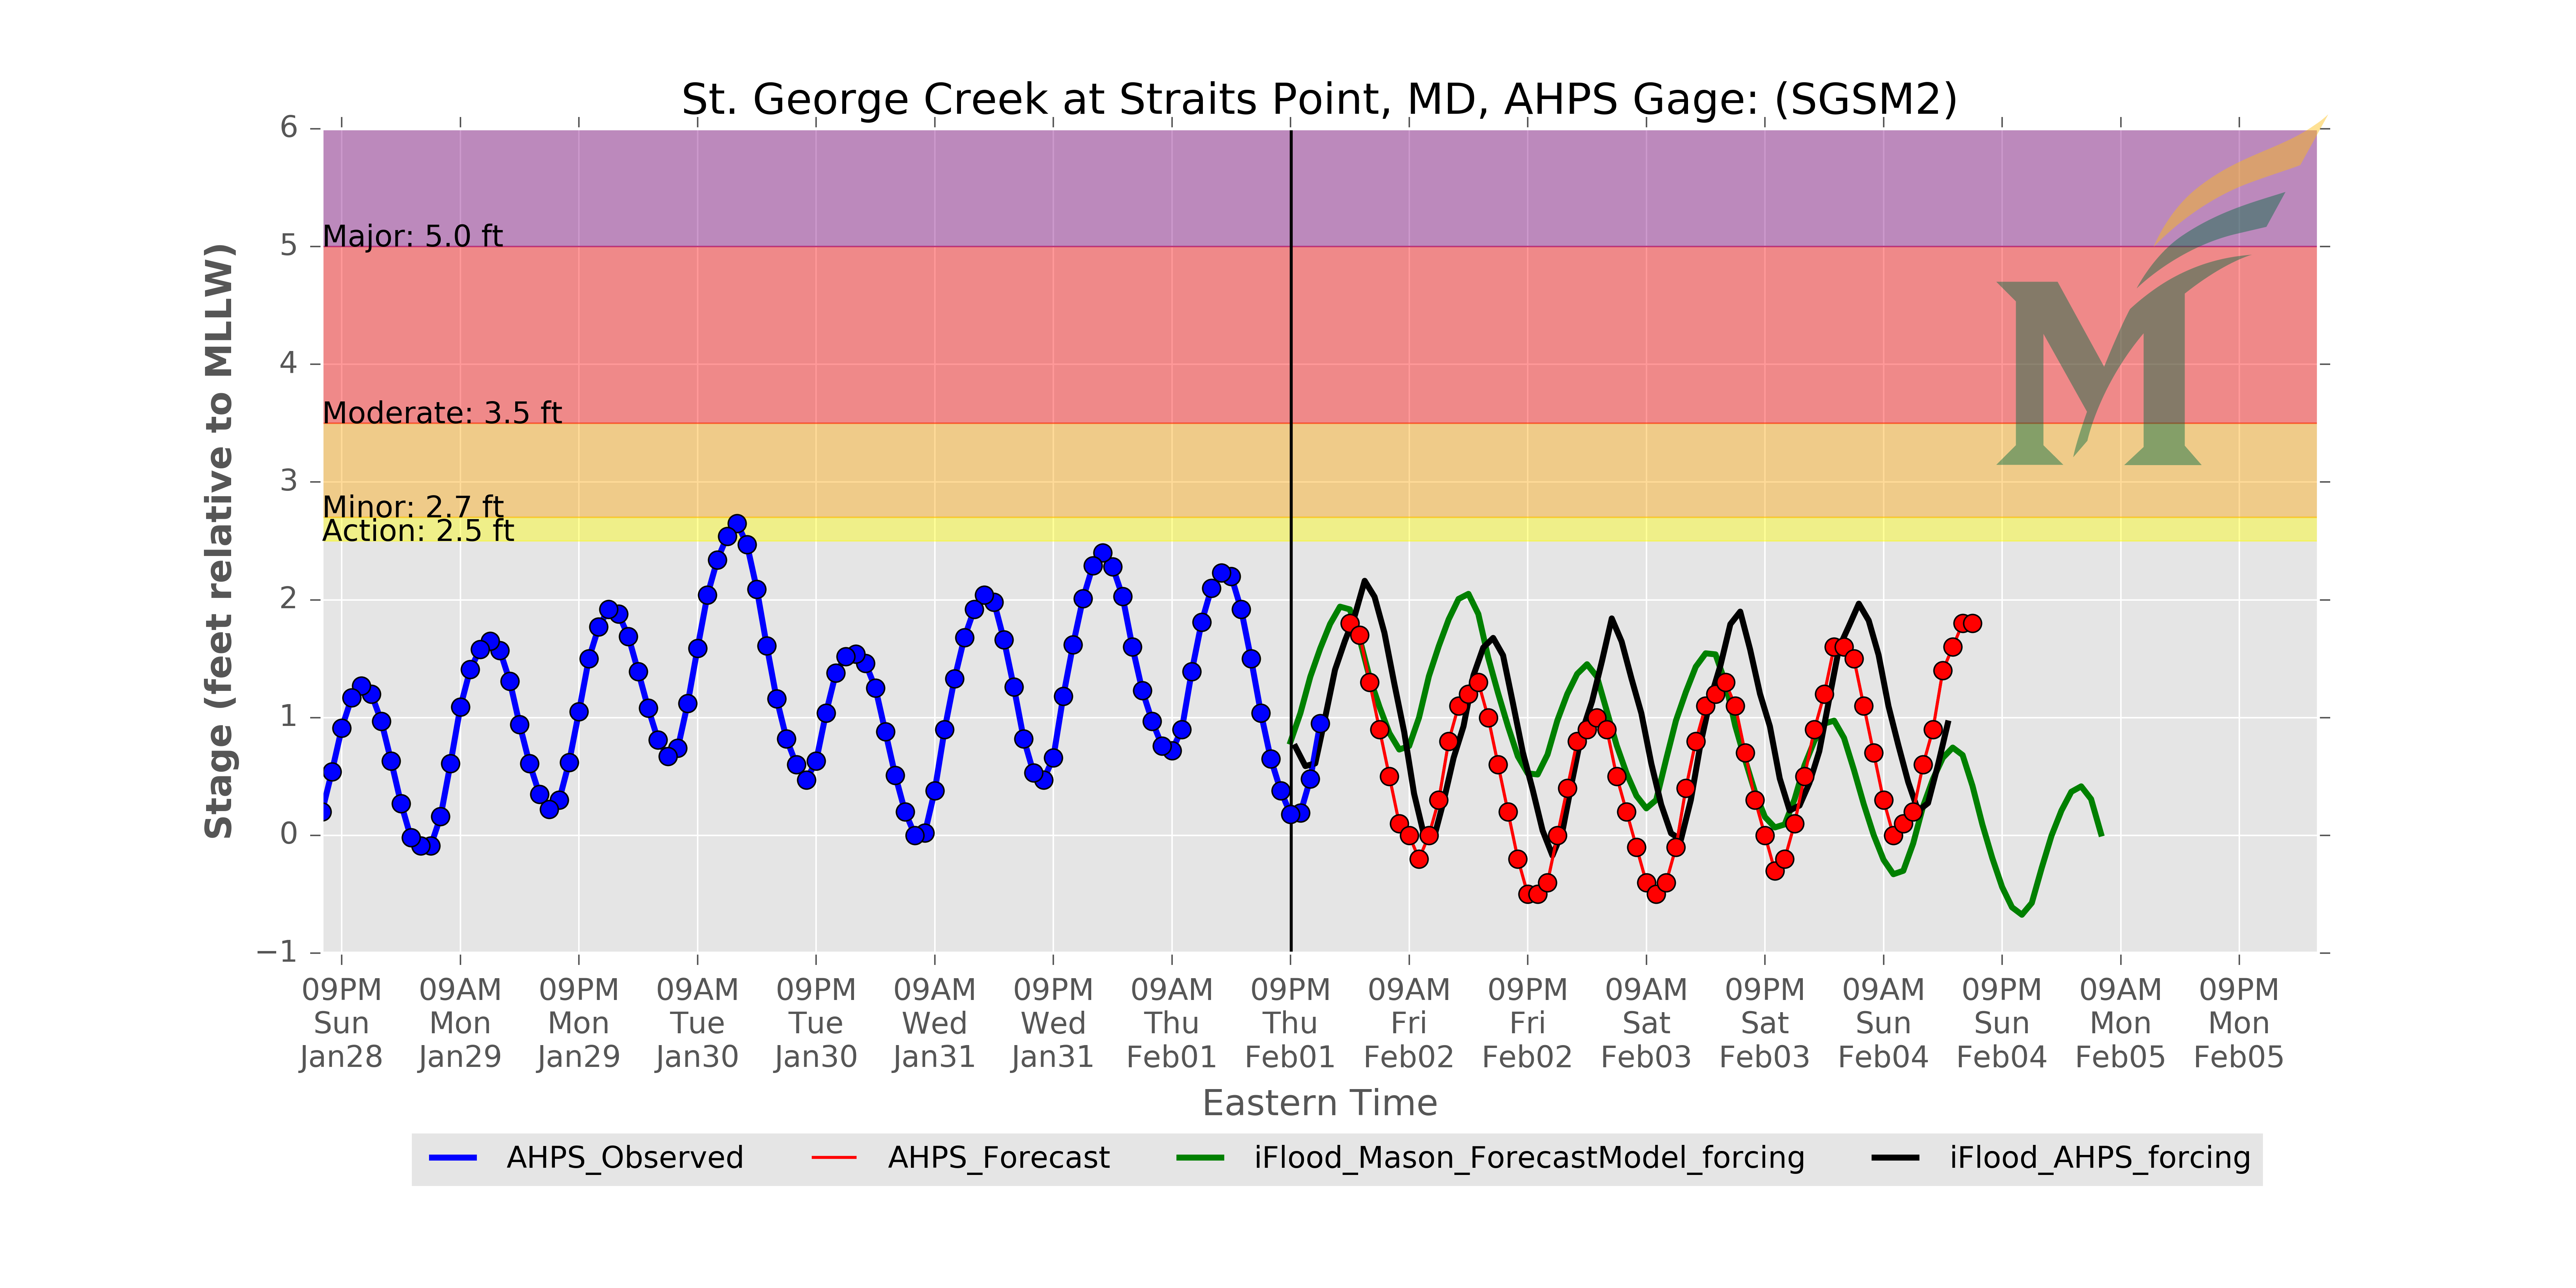 St. George Creek at Straits Point, MD, AHPS Gage: (SGSM2)
6
5
4
3
2
1
0
−1
Stage (feet relative to MLLW)
Major: 5.0 ft
Moderate: 3.5 ft
Minor: 2.7 ft
Action: 2.5 ft
M
09PM 09AM 09PM 09AM 09PM 09AM 09PM 09AM 09PM 09AM 09PM 09AM 09PM 09AM 09PM 09AM 09PM
Sun Mon Mon Tue Tue Wed Wed Thu Thu Fri Fri Sat Sat Sun Sun Mon Mon
Jan28 Jan29 Jan29 Jan30 Jan30 Jan31 Jan31 Feb01 Feb01 Feb02 Feb02 Feb03 Feb03 Feb04 Feb04 Feb05 Feb05
Eastern Time
AHPS_Observed AHPS_Forecast iFlood_Mason_ForecastModel_forcing iFlood_AHPS_forcing